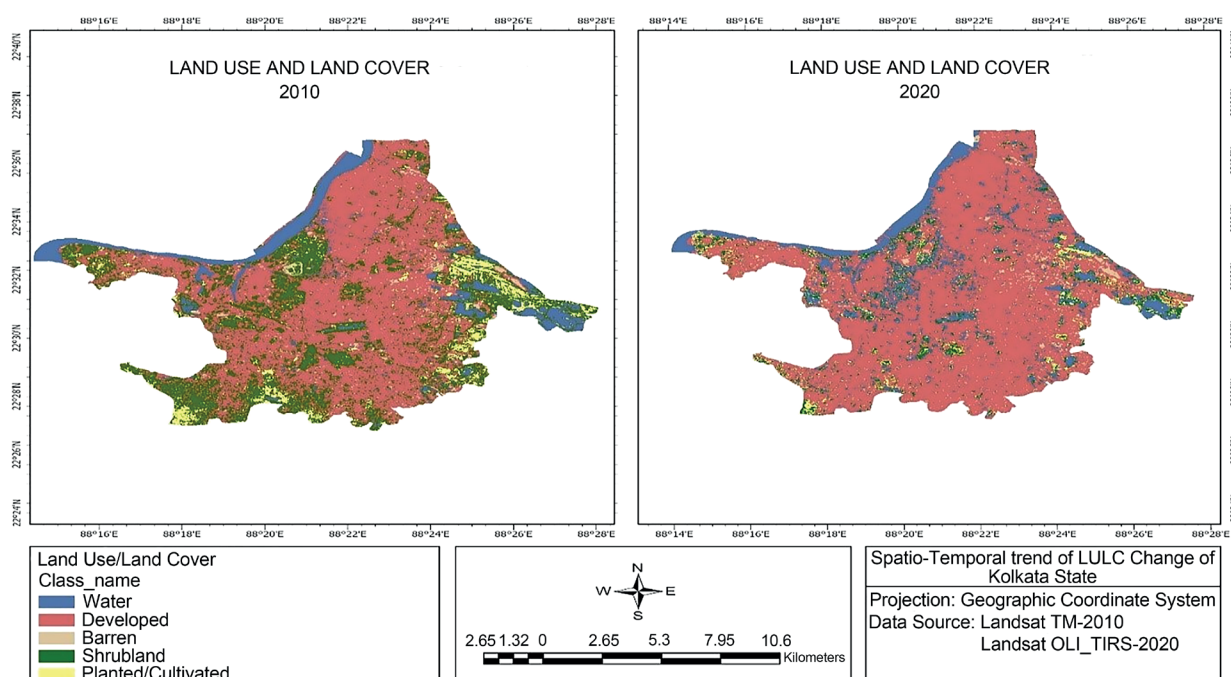 88°16'E 88°18'E 88°20'E 88°22'E 88°24'E 88°26'E 88°28'E
88°14'E 88°16'E 88°18'E 88°20'E 88°22'E 88°24'E 88°26'E 88°28'E
22°40'N
22°38'N
22°36'N
22°34'N
22°32'N
22°30'N
22°28'N
22°26'N
22°24'N
LAND USE AND LAND COVER
2010
LAND USE AND LAND COVER
2020
88°16'E 88°18'E 88°20'E 88°22'E 88°24'E 88°26'E 88°28'E
88°14'E 88°16'E 88°18'E 88°20'E 88°22'E 88°24'E 88°26'E 88°28'E
Land Use/Land Cover
Class_name
Water
Developed
Barren
Shrubland
Planted/Cultivated
N
W E
S
2.65 1.32 0 2.65 5.3 7.95 10.6
Kilometers
Spatio-Temporal trend of LULC Change of
Kolkata State
Projection: Geographic Coordinate System
Data Source: Landsat TM-2010
Landsat OLI_TIRS-2020